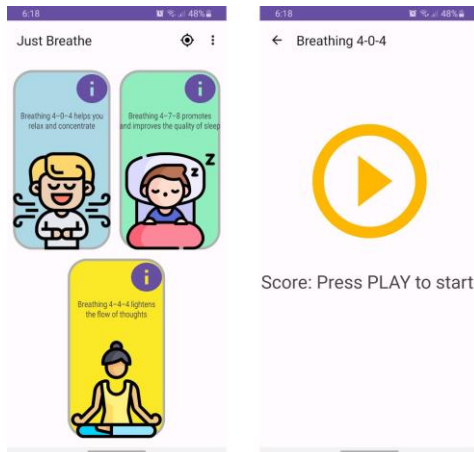 6:18
48%
Just Breathe
i
i
Breathing 4-0-4 helps you
relax and concentrate
Breathing 4-7-8 promotes
and improves the quality of sleep
z
z
i
Breathing 4-4-4 lightens
the flow of thoughts
6:18
48%
Breathing 4-0-4
Score: Press PLAY to start